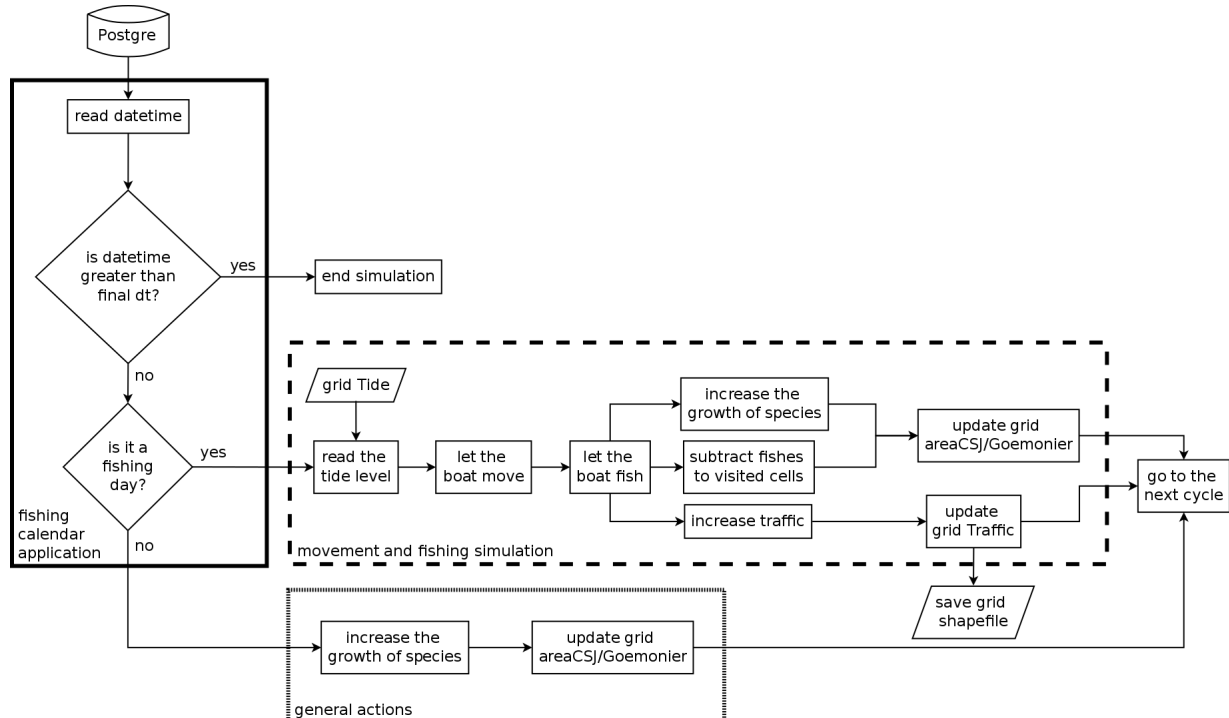 Postgre
read datetime
is datetime
greater than
final dt?
yes
end simulation
no
is it a
fishing
day?
yes
no
fishing
calendar
application
grid Tide
read the
tide level
let the
boat move
let the
boat fish
increase the
growth of species
subtract fishes
to visited cells
increase traffic
update grid
areaCSJ/Goemonier
update
grid Traffic
save grid
shapefile
go to the
next cycle
movement and fishing simulation
increase the
growth of species
update grid
areaCSJ/Goemonier
general actions